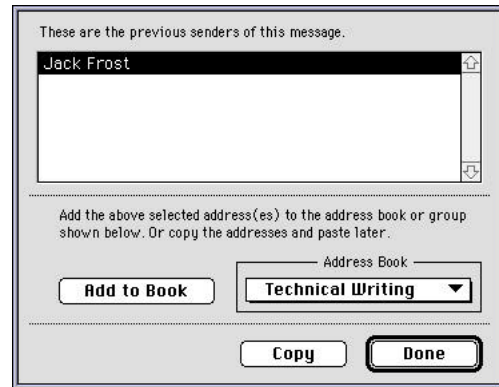 These are the previous senders of this message.
Jack Frost
Add the above selected address(es) to the address book or group
shown below. Or copy the addresses and paste later.
Address Book
Add to Book
Technical Writing
Copy
Done